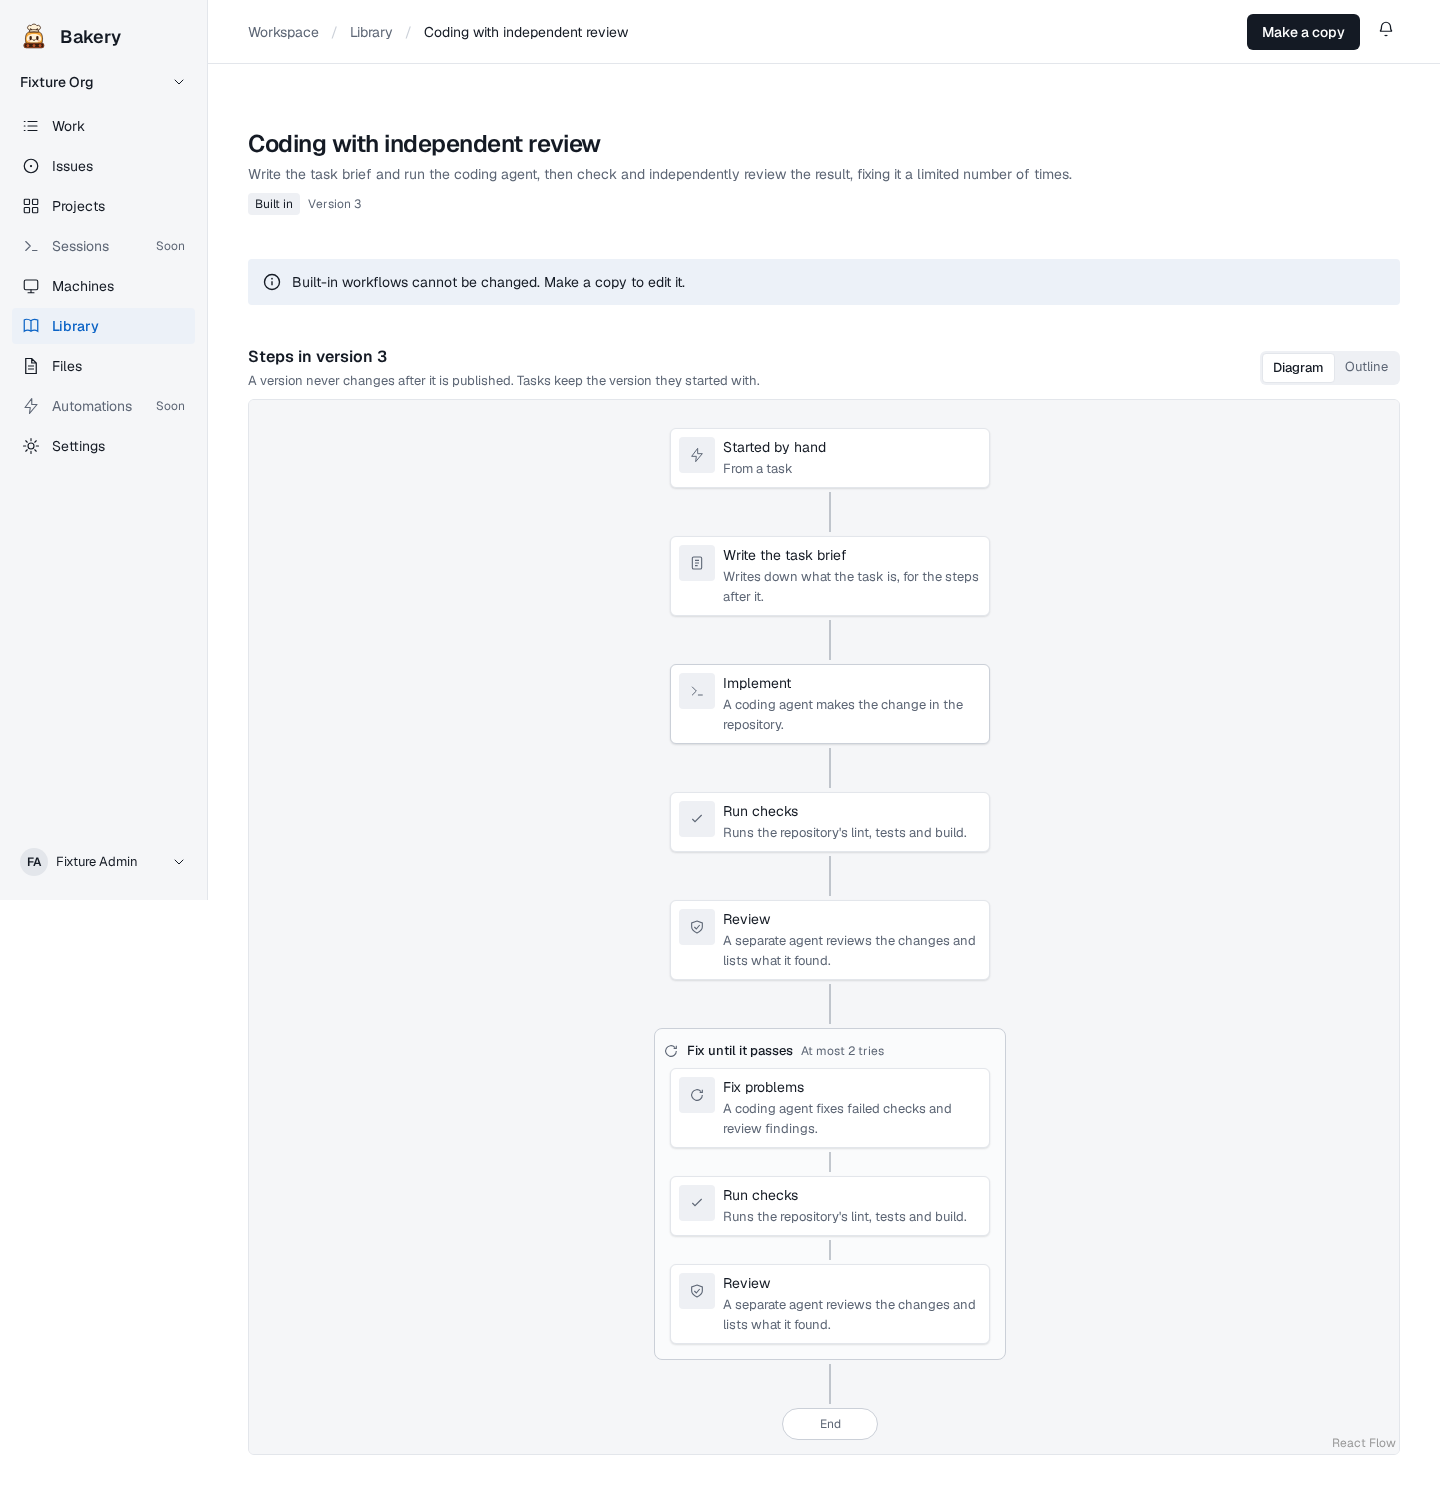 Bakery
Fixture Org
Work
Issues
Projects
Sessions Soon
Machines
Library
Files
Automations Soon
Settings
FA Fixture Admin
Workspace / Library / Coding with independent review
Make a copy
Coding with independent review
Write the task brief and run the coding agent, then check and independently review the result, fixing it a limited number of times.
Built in Version 3
Built-in workflows cannot be changed. Make a copy to edit it.
Steps in version 3
A version never changes after it is published. Tasks keep the version they started with.
Diagram Outline
Started by hand
From a task
Write the task brief
Writes down what the task is, for the steps
after it.
Implement
A coding agent makes the change in the
repository.
Run checks
Runs the repository's lint, tests and build.
Review
A separate agent reviews the changes and
lists what it found.
Fix until it passes At most 2 tries
Fix problems
A coding agent fixes failed checks and
review findings.
Run checks
Runs the repository's lint, tests and build.
Review
A separate agent reviews the changes and
lists what it found.
End
React Flow